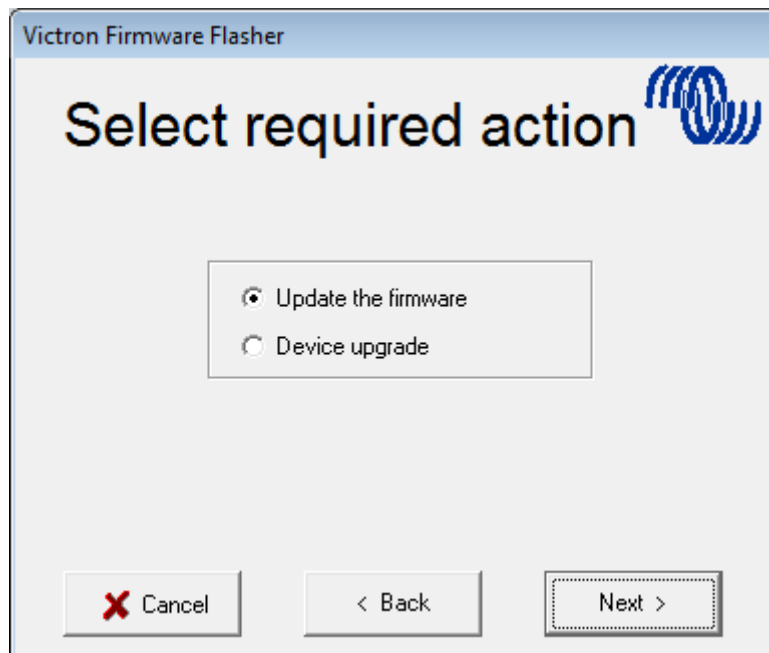 Victron Firmware Flasher
Select required action
Update the firmware
Device upgrade
Cancel
< Back
Next >